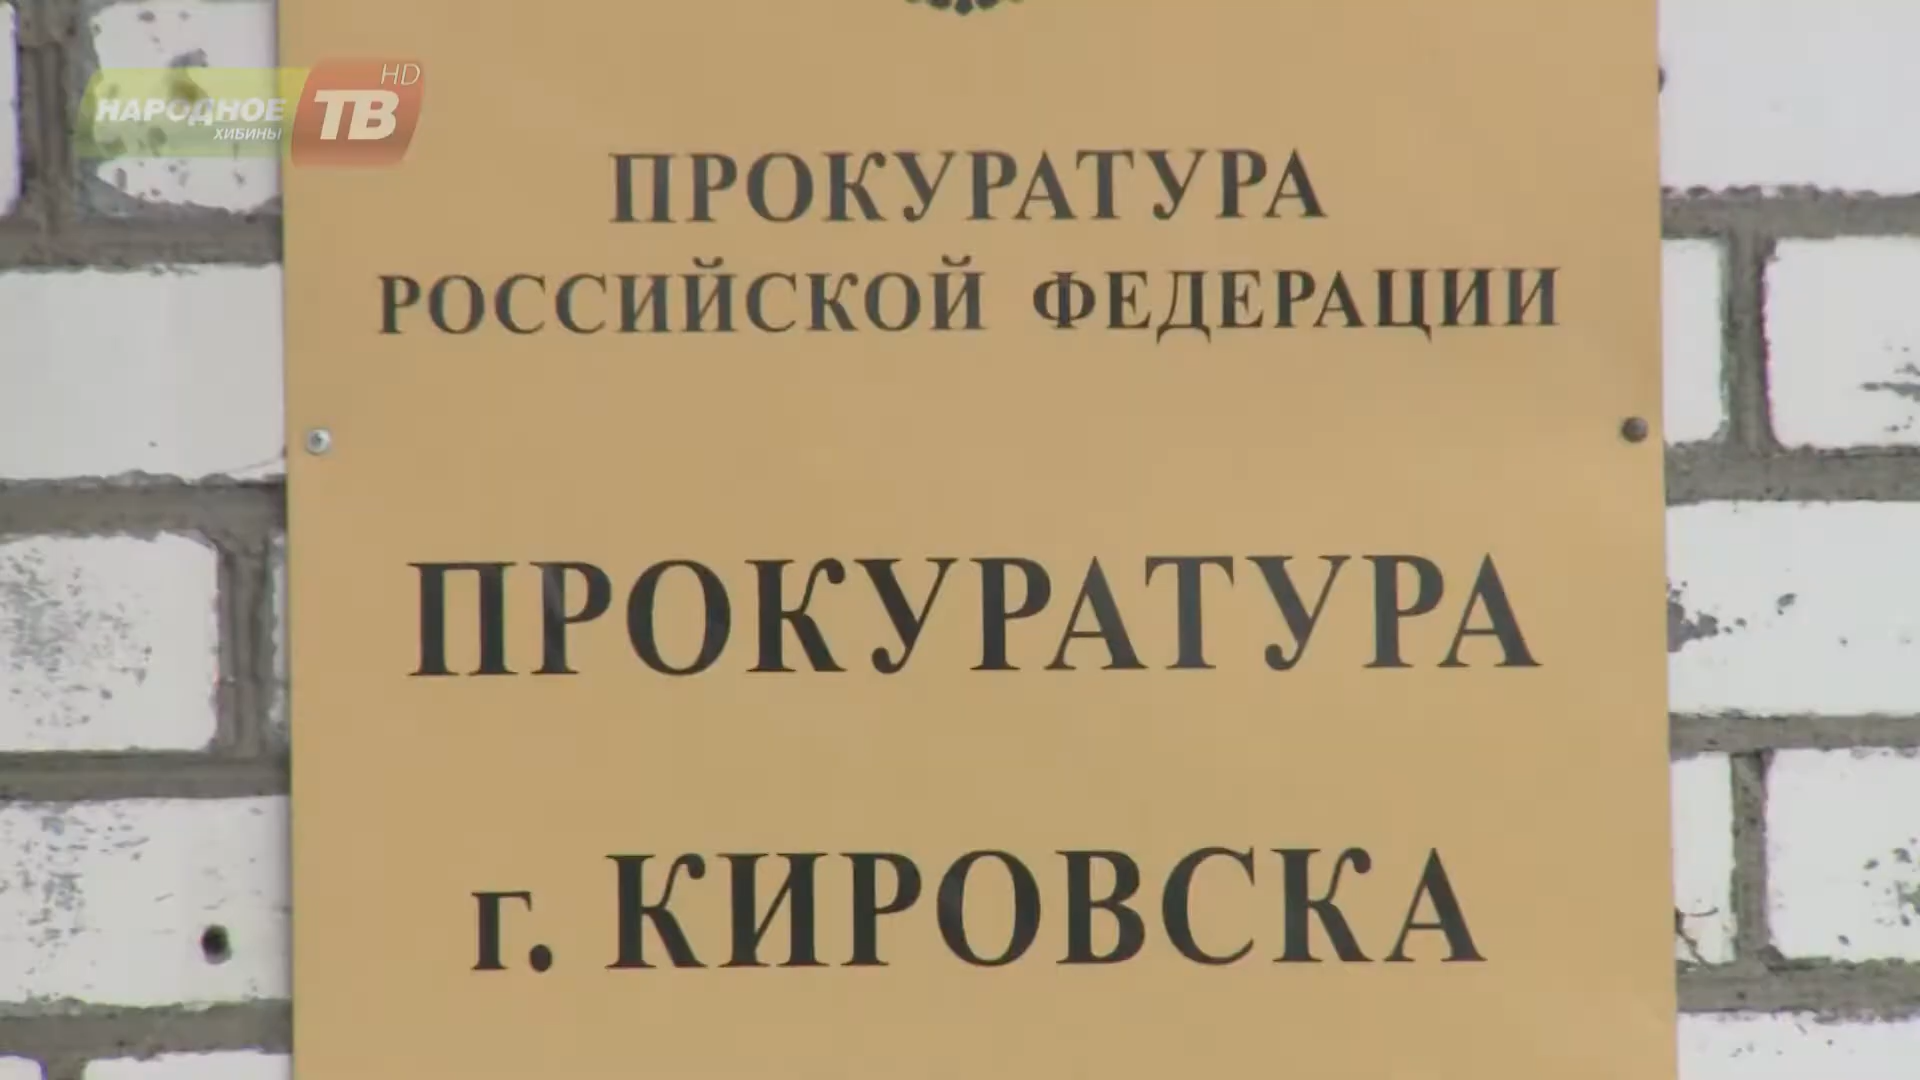 НАРОДНОЕ
ХИБИНЫ
ТВ
HD
ПРОКУРАТУРА
РОССИЙСКОЙ ФЕДЕРАЦИИ
ПРОКУРАТУРА
г. КИРОВСКА